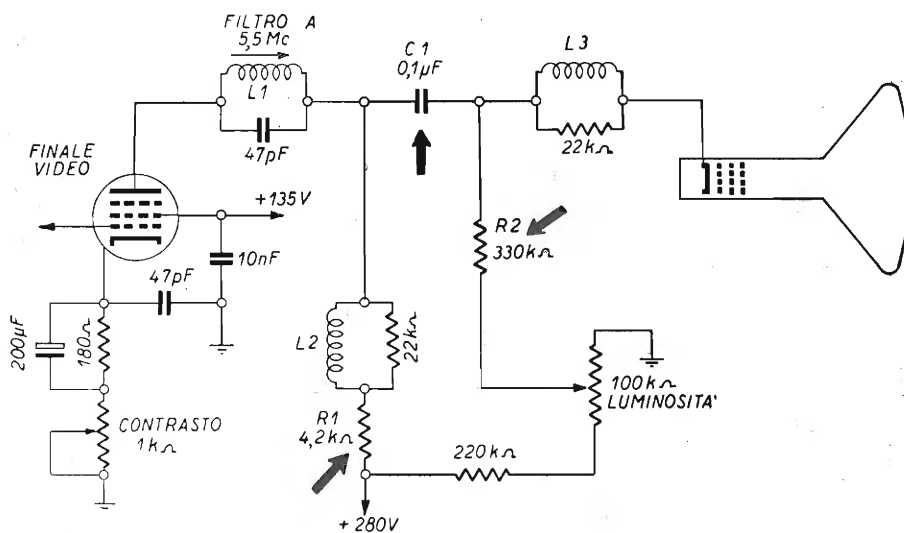 FILTRO A
5,5 Mc
L1
47pF
C1
0,1µF
L3
22kΩ
FINALE
VIDEO
+135V
10nF
47pF
200µF
180Ω
CONTRASTO
1kΩ
L2
22kΩ
R1
4,2kΩ
+280V
R2
330kΩ
220kΩ
100kΩ
LUMINOSITA'